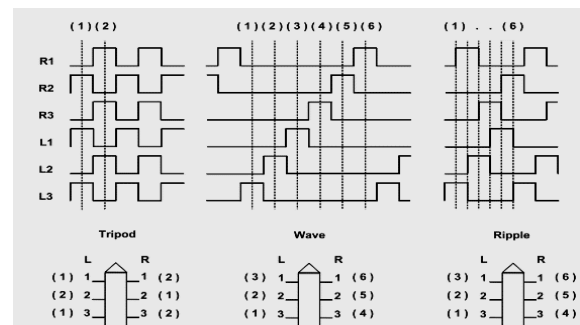 (1) (2) (1) (2) (3) (4) (5) (6) (1) . . (6)
R1
R2
R3
L1
L2
L3
Tripod Wave Ripple
L R L R L R
(1) 1 1 (2) (3) 1 1 (6) (3) 1 1 (6)
(2) 2 2 (1) (2) 2 2 (5) (2) 2 2 (5)
(1) 3 3 (2) (1) 3 3 (4) (1) 3 3 (4)